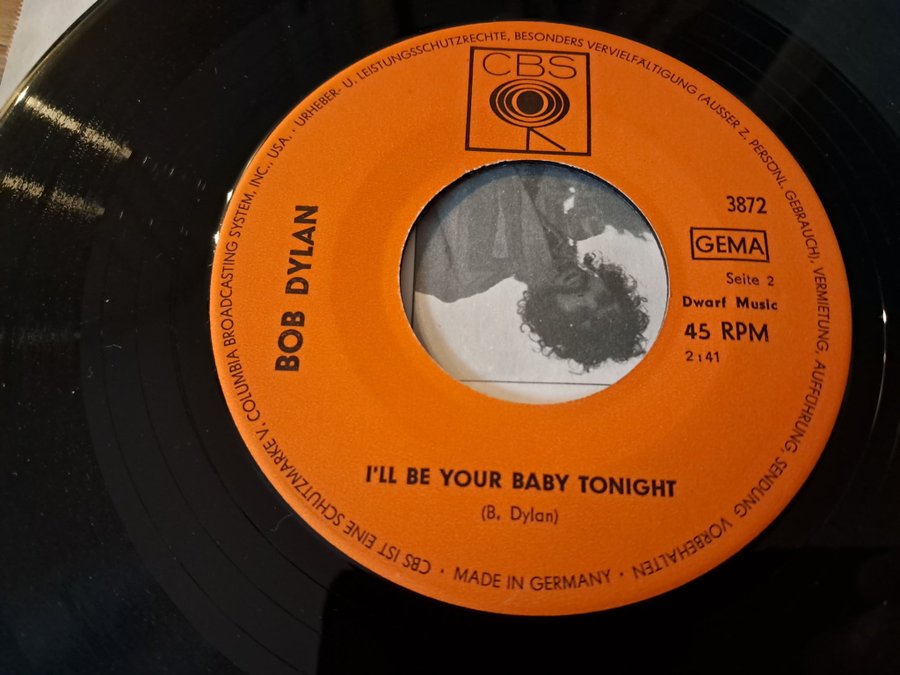 CBS
3872
GEMA
Seite 2
Dwarf Music
45 RPM
2:41
BOB DYLAN
I'LL BE YOUR BABY TONIGHT
(B. Dylan)
CBS IST EINE SCHUTZMARKE V. COLUMBIA BROADCASTING SYSTEM, INC., USA. · URHEBER- U. LEISTUNGSSCHUTZRECHTE, BESONDERS VERVIELFÄLTIGUNG (AUSSER Z. PERSÖNL. GEBRAUCH), VERMIETUNG, AUFFÜHRUNG, SENDUNG VORBEHALTEN
· MADE IN GERMANY ·